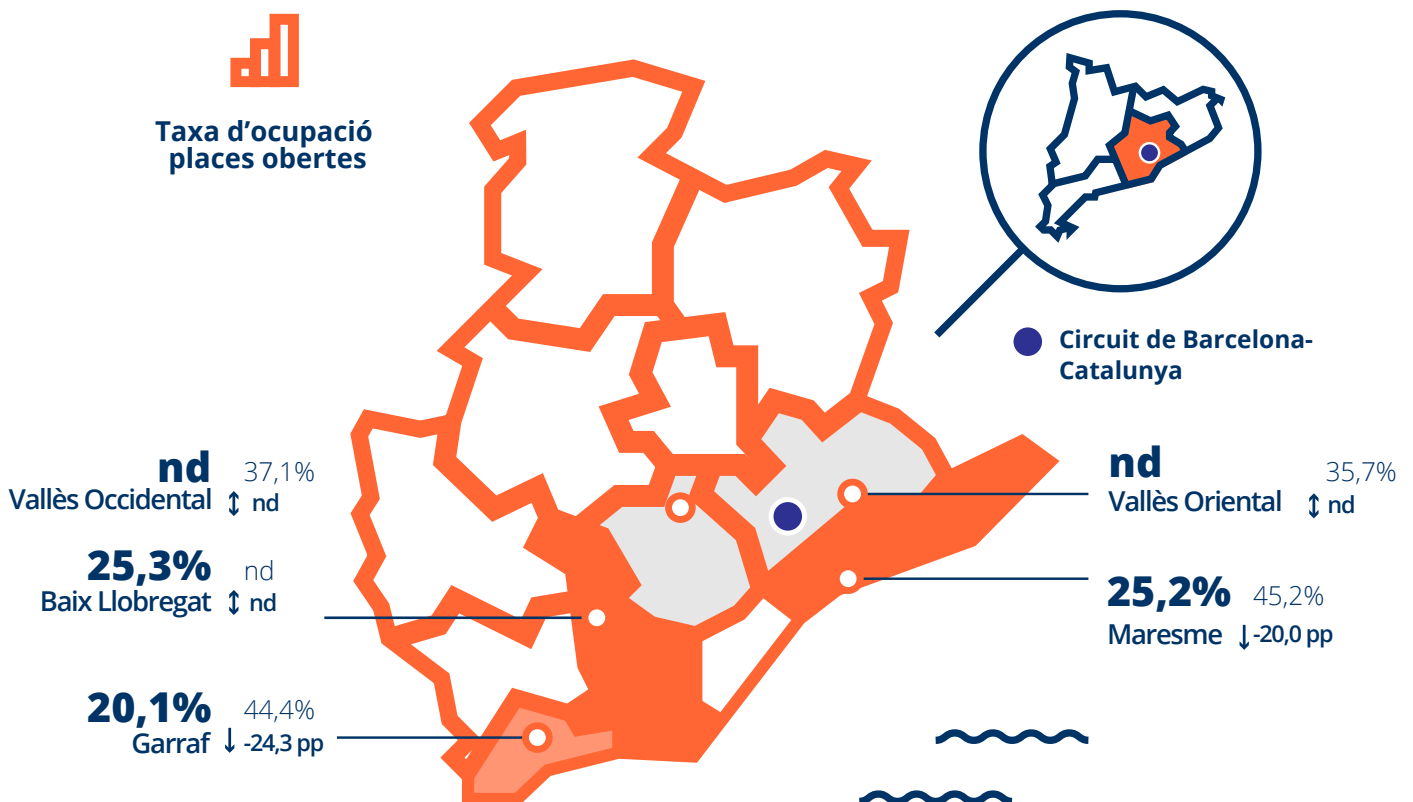 Taxa d’ocupació
places obertes
Circuit de Barcelona-
Catalunya
nd 37,1%
Vallès Occidental ↕ nd
25,3% nd
Baix Llobregat ↕ nd
20,1% 44,4%
Garraf ↓ -24,3 pp
nd 35,7%
Vallès Oriental ↕ nd
25,2% 45,2%
Maresme ↓-20,0 pp